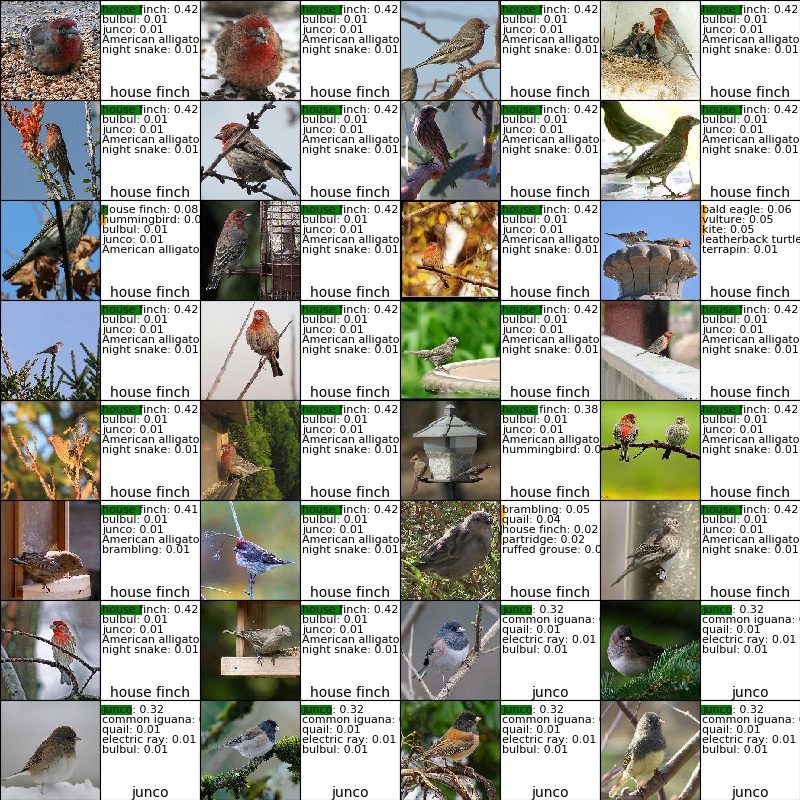 house finch: 0.42
bulbul: 0.01
junco: 0.01
American alligato
night snake: 0.01
house finch
house finch: 0.42
bulbul: 0.01
junco: 0.01
American alligato
night snake: 0.01
house finch
house finch: 0.42
bulbul: 0.01
junco: 0.01
American alligato
night snake: 0.01
house finch
house finch: 0.42
bulbul: 0.01
junco: 0.01
American alligato
night snake: 0.01
house finch
house finch: 0.42
bulbul: 0.01
junco: 0.01
American alligato
night snake: 0.01
house finch
house finch: 0.42
bulbul: 0.01
junco: 0.01
American alligato
night snake: 0.01
house finch
house finch: 0.42
bulbul: 0.01
junco: 0.01
American alligato
night snake: 0.01
house finch
house finch: 0.42
bulbul: 0.01
junco: 0.01
American alligato
night snake: 0.01
house finch
house finch: 0.08
hummingbird: 0.0
bulbul: 0.01
junco: 0.01
American alligato
house finch
house finch: 0.42
bulbul: 0.01
junco: 0.01
American alligato
night snake: 0.01
house finch
house finch: 0.42
bulbul: 0.01
junco: 0.01
American alligato
night snake: 0.01
house finch
bald eagle: 0.06
vulture: 0.05
kite: 0.05
leatherback turtle
terrapin: 0.01
house finch
house finch: 0.42
bulbul: 0.01
junco: 0.01
American alligato
night snake: 0.01
house finch
house finch: 0.42
bulbul: 0.01
junco: 0.01
American alligato
night snake: 0.01
house finch
house finch: 0.42
bulbul: 0.01
junco: 0.01
American alligato
night snake: 0.01
house finch
house finch: 0.42
bulbul: 0.01
junco: 0.01
American alligato
night snake: 0.01
house finch
house finch: 0.42
bulbul: 0.01
junco: 0.01
American alligato
night snake: 0.01
house finch
house finch: 0.42
bulbul: 0.01
junco: 0.01
American alligato
night snake: 0.01
house finch
house finch: 0.38
bulbul: 0.01
junco: 0.01
American alligato
hummingbird: 0.0
house finch
house finch: 0.42
bulbul: 0.01
junco: 0.01
American alligato
night snake: 0.01
house finch
house finch: 0.41
bulbul: 0.01
junco: 0.01
American alligato
brambling: 0.01
house finch
house finch: 0.42
bulbul: 0.01
junco: 0.01
American alligato
night snake: 0.01
house finch
brambling: 0.05
quail: 0.04
house finch: 0.02
partridge: 0.02
ruffed grouse: 0.0
house finch
house finch: 0.42
bulbul: 0.01
junco: 0.01
American alligato
night snake: 0.01
house finch
house finch: 0.42
bulbul: 0.01
junco: 0.01
American alligato
night snake: 0.01
house finch
house finch: 0.42
bulbul: 0.01
junco: 0.01
American alligato
night snake: 0.01
house finch
junco: 0.32
common iguana:
quail: 0.01
electric ray: 0.01
bulbul: 0.01
junco
junco: 0.32
common iguana:
quail: 0.01
electric ray: 0.01
bulbul: 0.01
junco
junco: 0.32
common iguana:
quail: 0.01
electric ray: 0.01
bulbul: 0.01
junco
junco: 0.32
common iguana:
quail: 0.01
electric ray: 0.01
bulbul: 0.01
junco
junco: 0.32
common iguana:
quail: 0.01
electric ray: 0.01
bulbul: 0.01
junco
junco: 0.32
common iguana:
quail: 0.01
electric ray: 0.01
bulbul: 0.01
junco